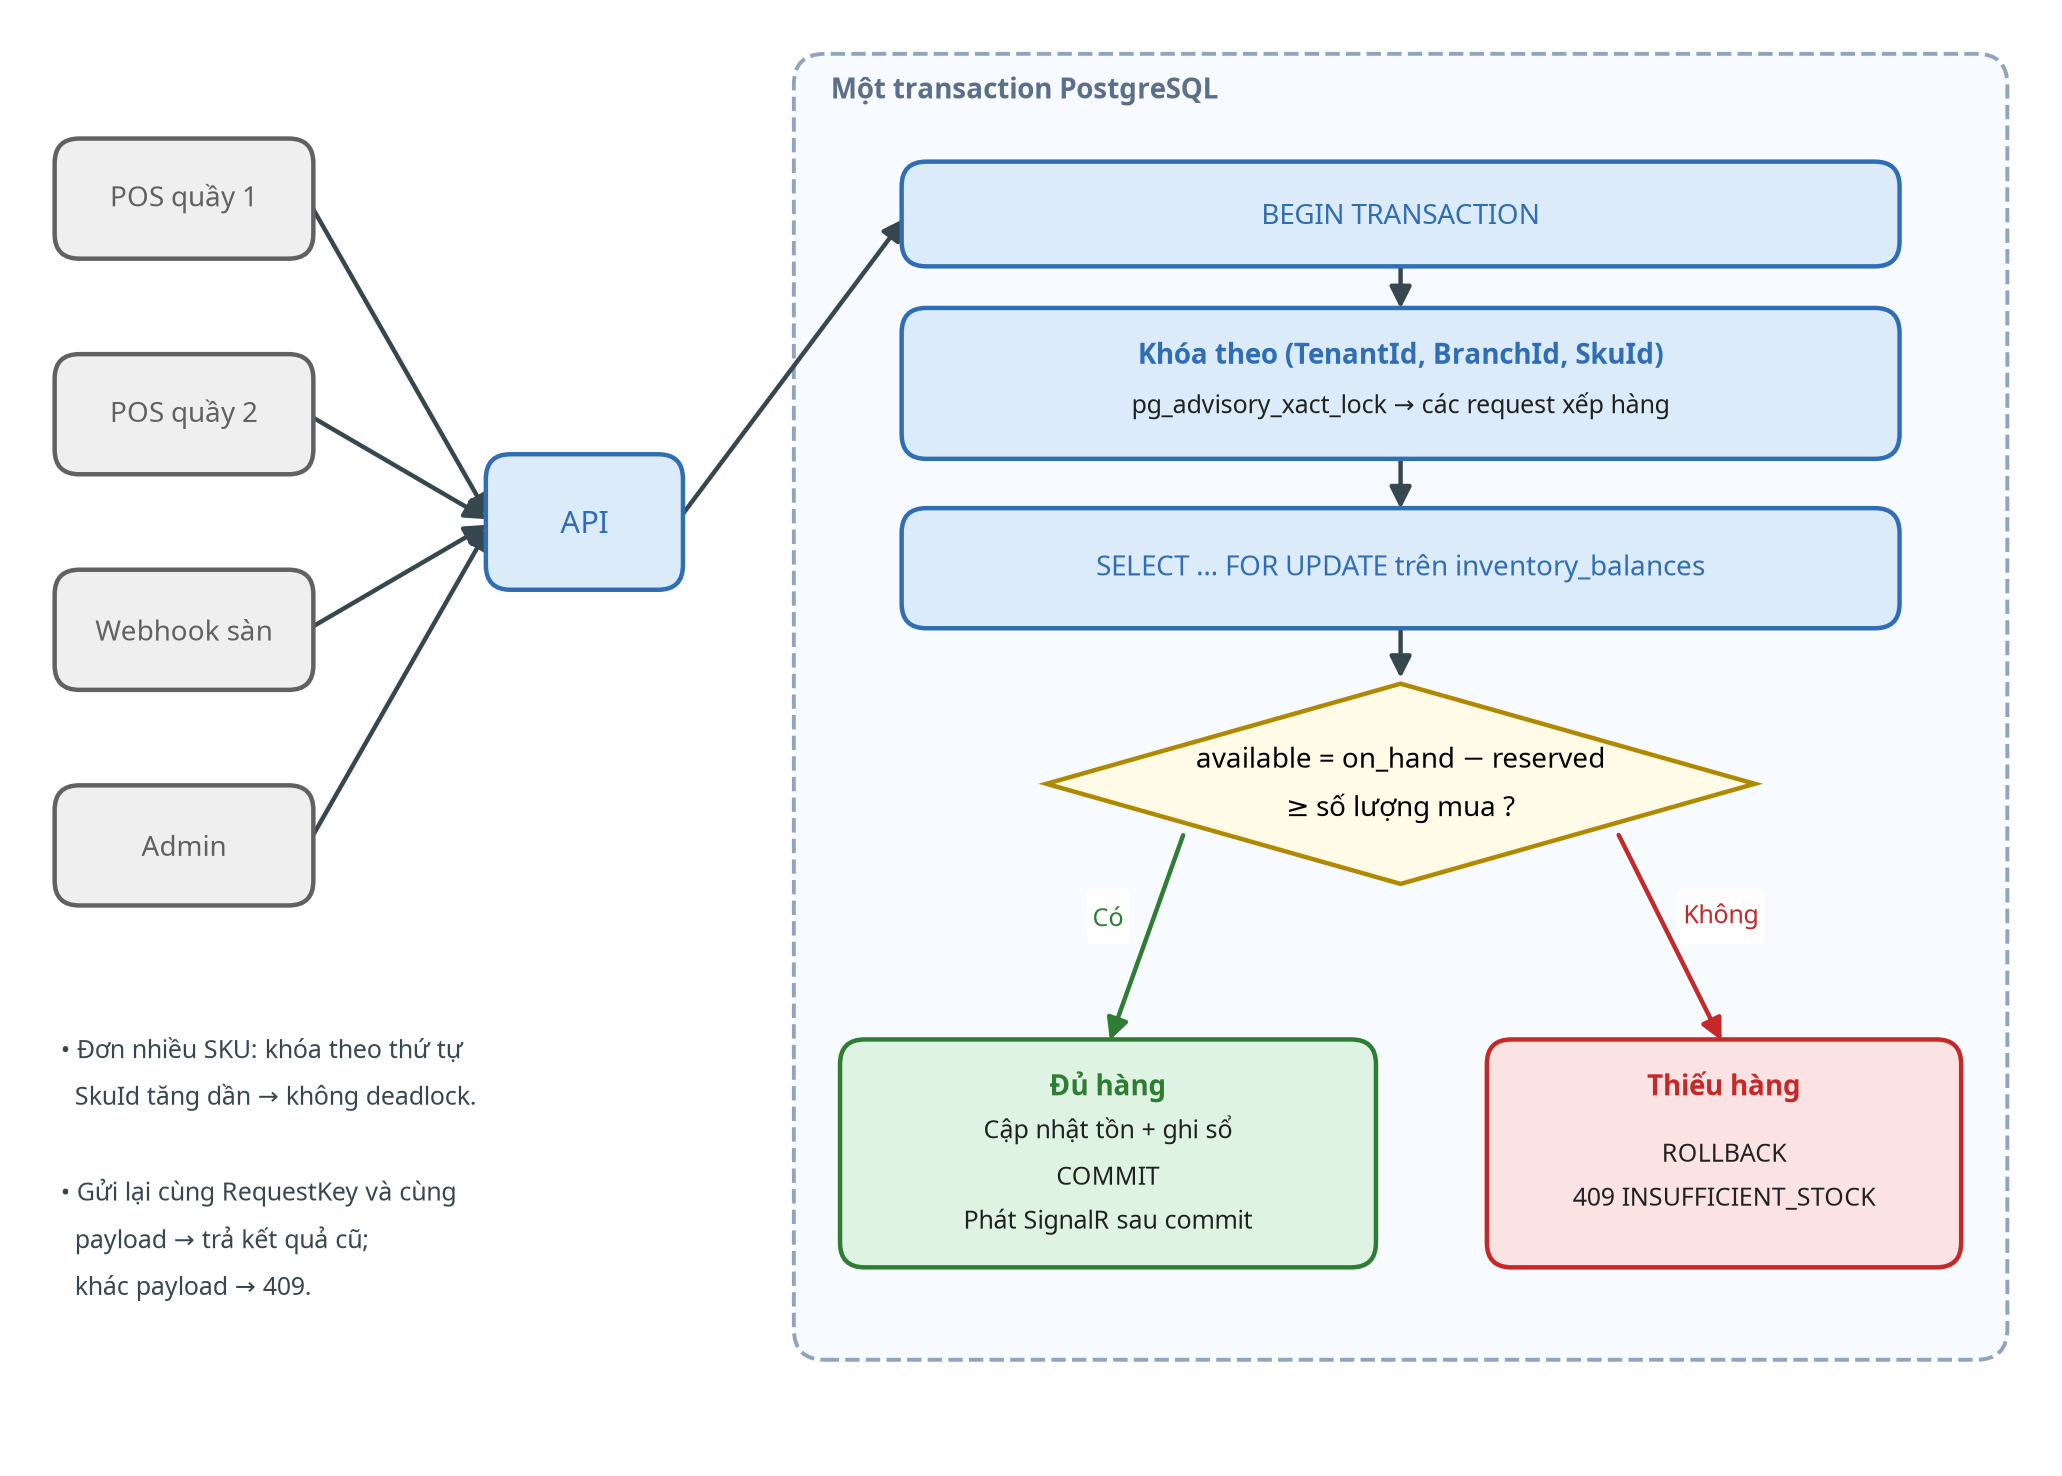 POS quầy 1
POS quầy 2
Webhook sàn
Admin
API
Một transaction PostgreSQL
BEGIN TRANSACTION
Khóa theo (TenantId, BranchId, SkuId)
pg_advisory_xact_lock → các request xếp hàng
SELECT ... FOR UPDATE trên inventory_balances
available = on_hand − reserved
≥ số lượng mua ?
Có
Không
Đủ hàng
Cập nhật tồn + ghi sổ
COMMIT
Phát SignalR sau commit
Thiếu hàng
ROLLBACK
409 INSUFFICIENT_STOCK
• Đơn nhiều SKU: khóa theo thứ tự
SkuId tăng dần → không deadlock.
• Gửi lại cùng RequestKey và cùng
payload → trả kết quả cũ;
khác payload → 409.